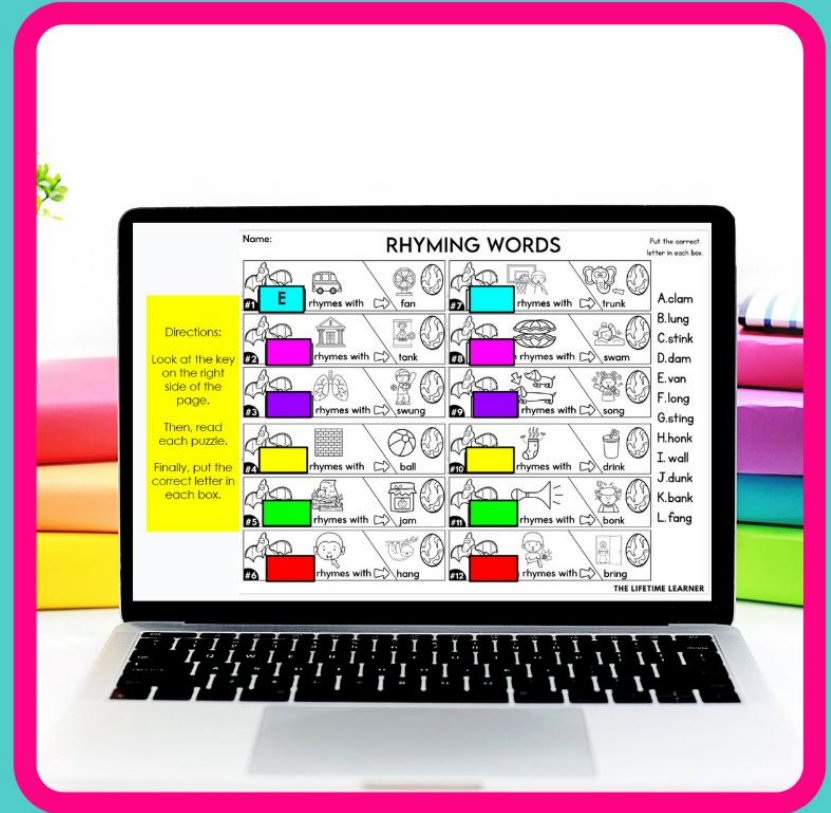 Name:
RHYMING WORDS
Put the correct
letter in each box.
Directions:
Look at the key
on the right
side of the
page.
Then, read
each puzzle.
Finally, put the
correct letter in
each box.
#1 E rhymes with fan
#2 rhymes with tank
#3 rhymes with swung
#4 rhymes with ball
#5 rhymes with jam
#6 rhymes with hang
#7 rhymes with trunk
#8 rhymes with swam
#9 rhymes with song
#10 rhymes with drink
#11 rhymes with bonk
#12 rhymes with bring
A.clam
B.lung
C.stink
D.dam
E.van
F.long
G.sting
H.honk
I.wall
J.dunk
K.bank
L.fang
THE LIFETIME LEARNER